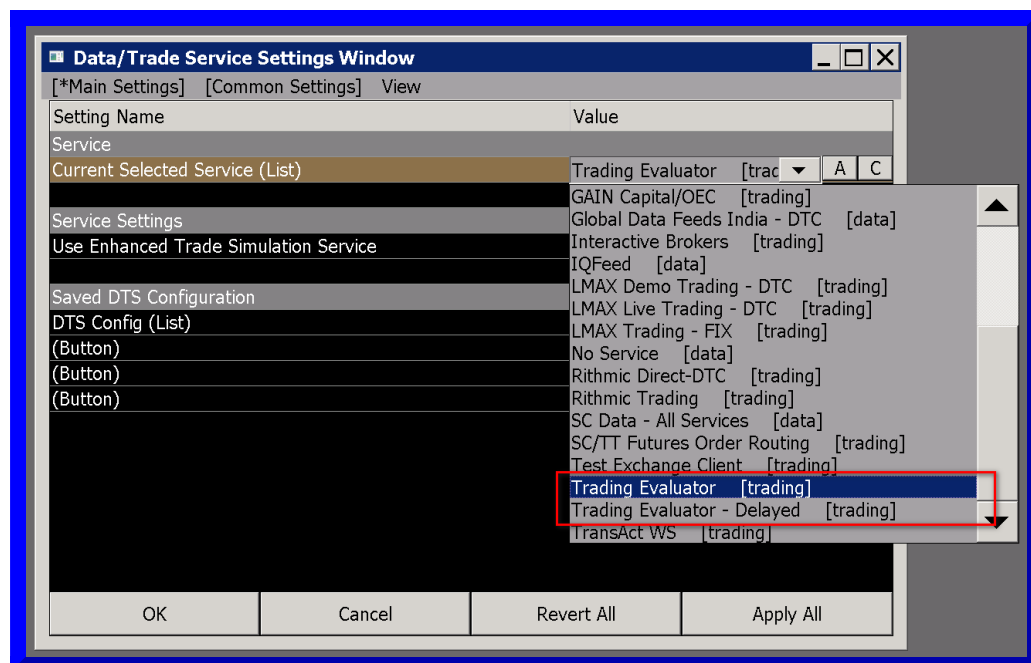 Data/Trade Service Settings Window
[*Main Settings] [Common Settings] View
Setting Name Value
Service
Current Selected Service (List) Trading Evaluator [trac A C
GAIN Capital/OEC [trading]
Service Settings Global Data Feeds India - DTC [data]
Use Enhanced Trade Simulation Service Interactive Brokers [trading]
IQFeed [data]
Saved DTS Configuration LMAX Demo Trading - DTC [trading]
DTS Config (List) LMAX Live Trading - DTC [trading]
LMAX Trading - FIX [trading]
(Button) No Service [data]
(Button) Rithmic Direct-DTC [trading]
(Button) Rithmic Trading [trading]
SC Data - All Services [data]
SC/TT Futures Order Routing [trading]
Test Exchange Client [trading]
Trading Evaluator [trading]
Trading Evaluator - Delayed [trading]
TransAct WS [trading]
OK Cancel Revert All Apply All